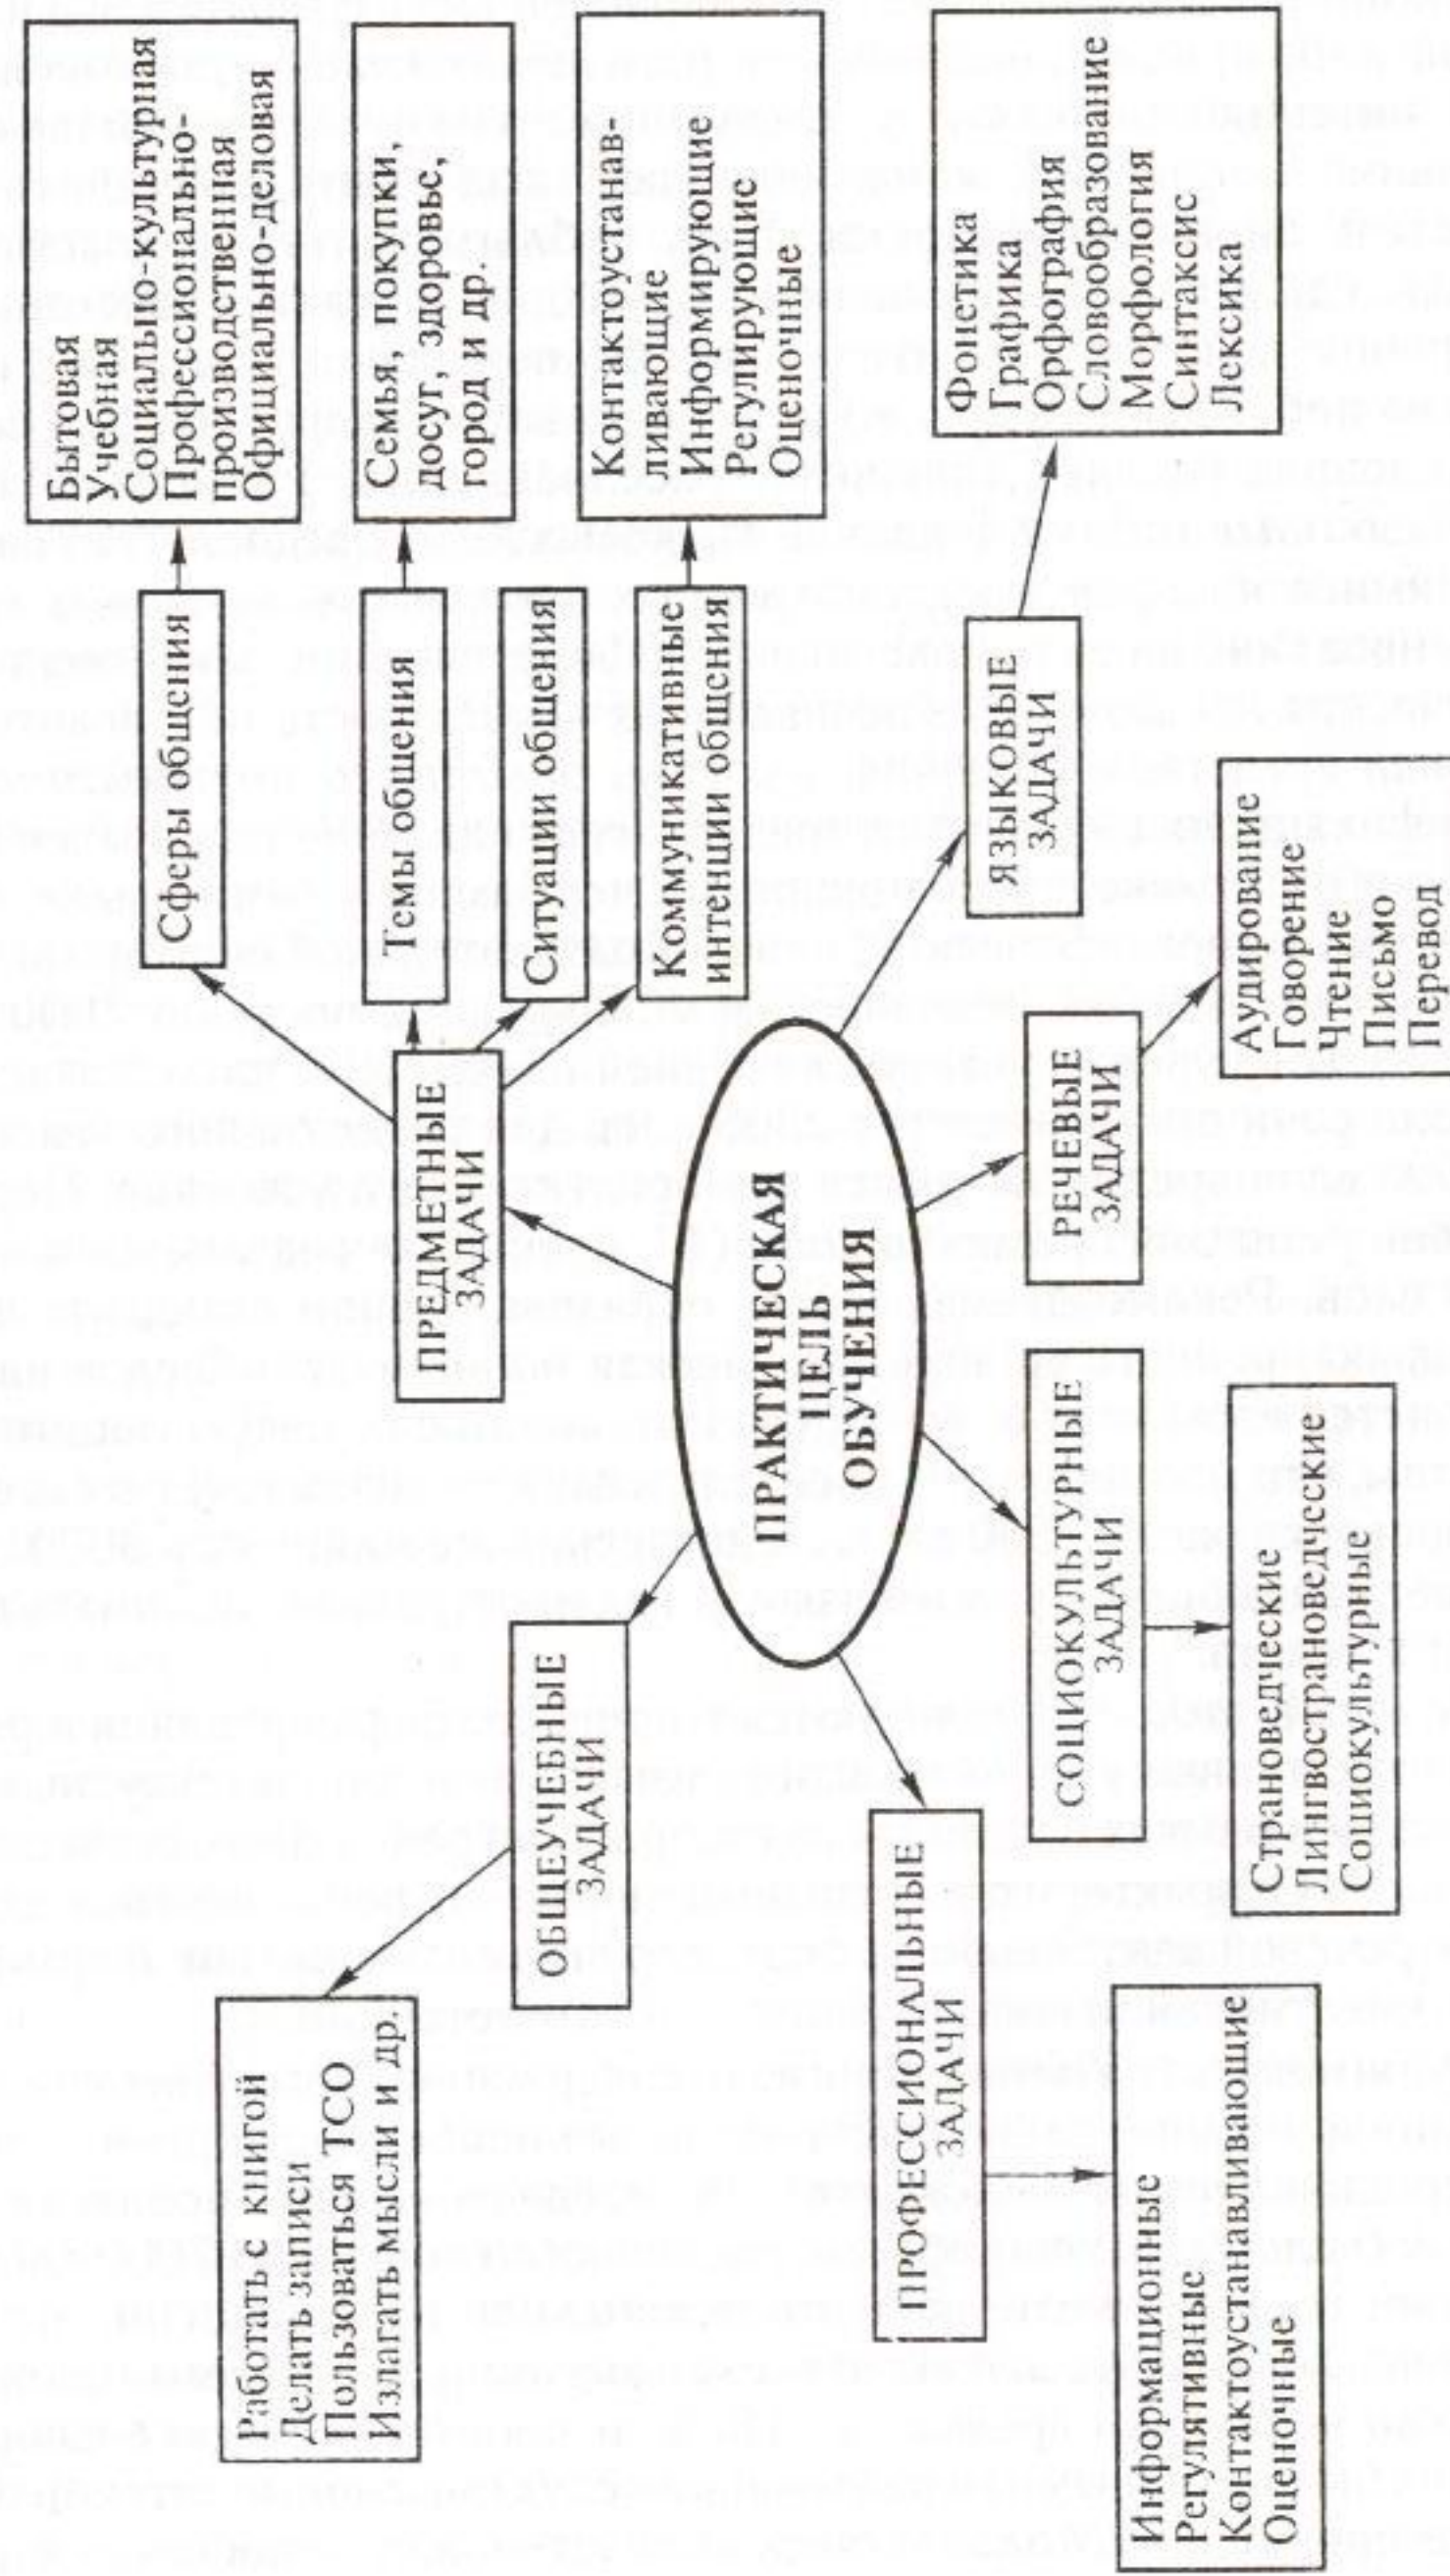 Работать с книгой
Делать записи
Пользоваться ТСО
Излагать мысли и др.
ОБЩЕУЧЕБНЫЕ
ЗАДАЧИ
ПРЕДМЕТНЫЕ
ЗАДАЧИ
Сферы общения
Бытовая
Учебная
Социально-культурная
Профессионально-
производственная
Официально-деловая
Темы общения
Семья, покупки,
досуг, здоровье,
город и др.
Ситуации общения
Коммуникативные
интенции общения
Контактоустанав-
ливающие
Информирующие
Регулирующие
Оценочные
ПРАКТИЧЕСКАЯ
ЦЕЛЬ
ОБУЧЕНИЯ
ПРОФЕССИОНАЛЬНЫЕ
ЗАДАЧИ
Информационные
Регулятивные
Контактоустанавливающие
Оценочные
СОЦИОКУЛЬТУРНЫЕ
ЗАДАЧИ
Страноведческие
Лингвострановедческие
Социокультурные
РЕЧЕВЫЕ
ЗАДАЧИ
Аудирование
Говорение
Чтение
Письмо
Перевод
ЯЗЫКОВЫЕ
ЗАДАЧИ
Фонетика
Графика
Орфография
Словообразование
Морфология
Синтаксис
Лексика